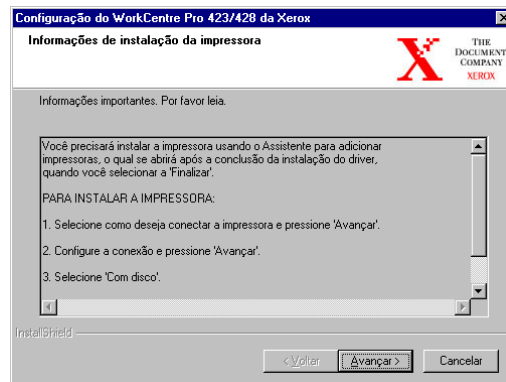 Configuração do WorkCentre Pro 423/428 da Xerox
Informações de instalação da impressora
THE
DOCUMENT
COMPANY
XEROX
Informações importantes. Por favor leia.
Você precisará instalar a impressora usando o Assistente para adicionar
impressoras, o qual se abrirá após a conclusão da instalação do driver,
quando você selecionar a 'Finalizar'.
PARA INSTALAR A IMPRESSORA:
1. Selecione como deseja conectar a impressora e pressione 'Avançar'.
2. Configure a conexão e pressione 'Avançar'.
3. Selecione 'Com disco'.
InstallShield
< Voltar
Avançar >
Cancelar